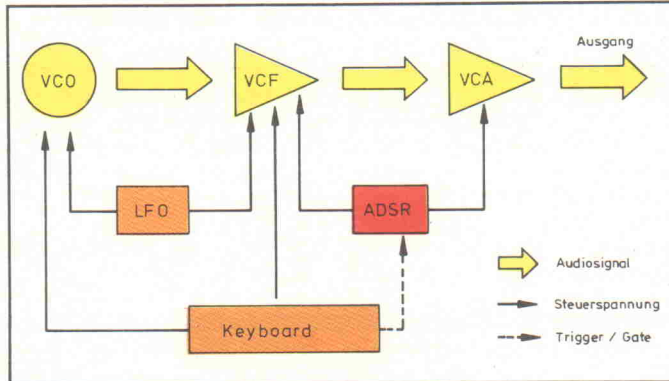 Ausgang
VCO
VCF
VCA
LFO
ADSR
Audiosignal
Steuerspannung
Keyboard
Trigger / Gate